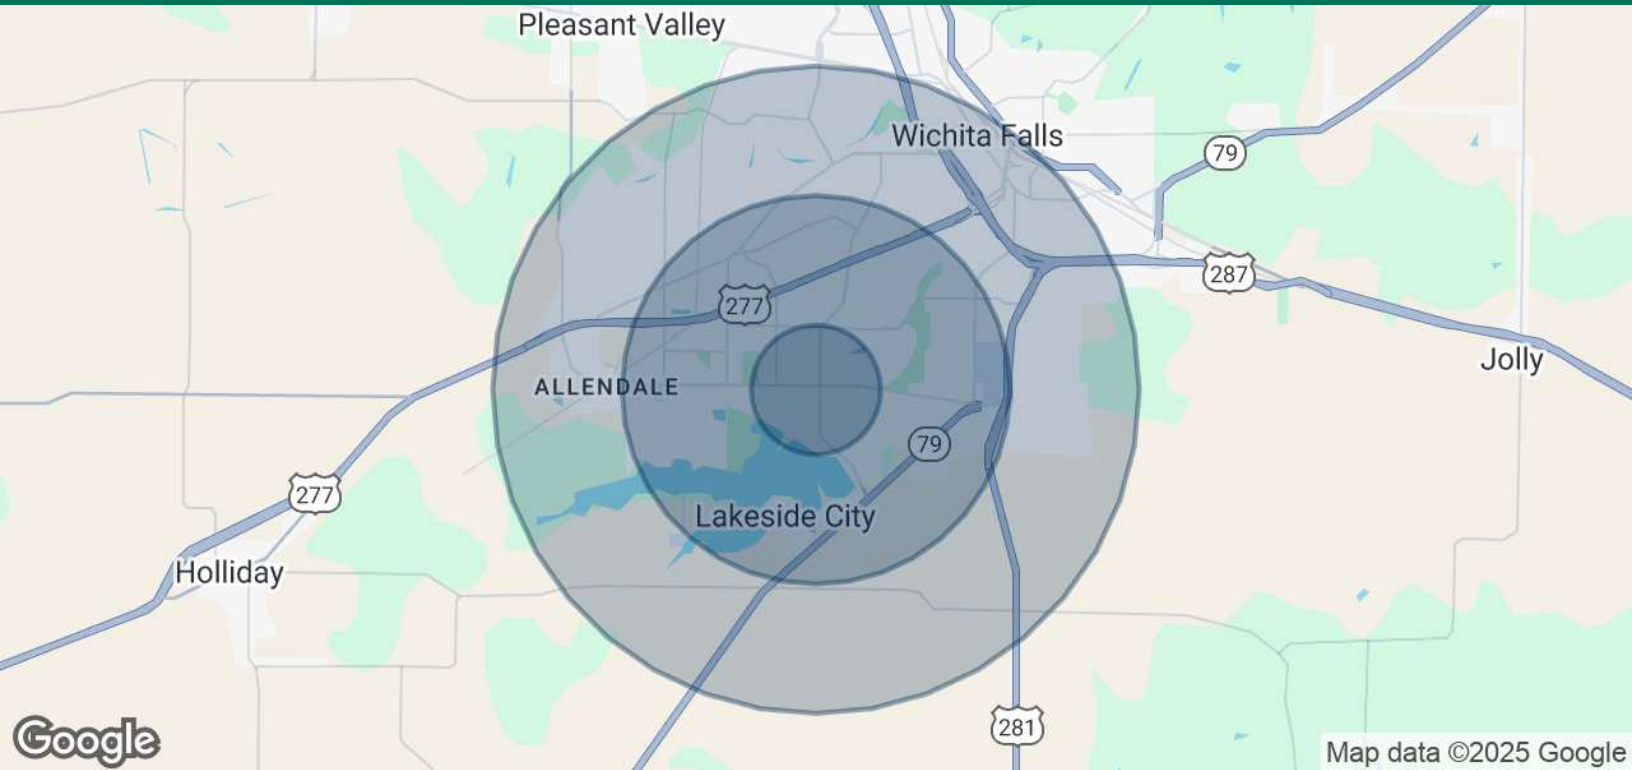 Pleasant Valley
Wichita Falls
79
287
277
Jolly
ALLENDALE
79
277
Lakeside City
Holliday
281
Google
Map data ©2025 Google